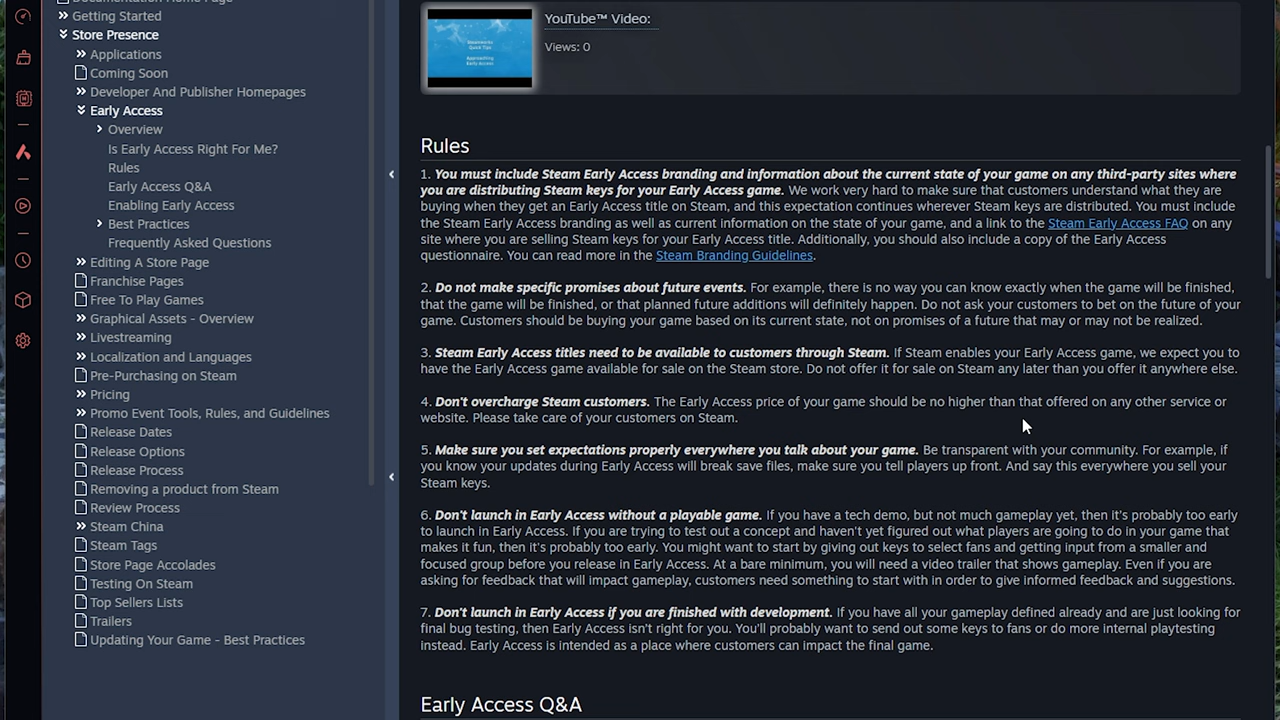 Documentation Home Page
Getting Started
Store Presence
Applications
Coming Soon
Developer And Publisher Homepages
Early Access
Overview
Is Early Access Right For Me?
Rules
Early Access Q&A
Enabling Early Access
Best Practices
Frequently Asked Questions
Editing A Store Page
Franchise Pages
Free To Play Games
Graphical Assets - Overview
Livestreaming
Localization and Languages
Pre-Purchasing on Steam
Pricing
Promo Event Tools, Rules, and Guidelines
Release Dates
Release Options
Release Process
Removing a product from Steam
Review Process
Steam China
Steam Tags
Store Page Accolades
Testing On Steam
Top Sellers Lists
Trailers
Updating Your Game - Best Practices
Steamworks
Quick Tips
Approaching
Early Access
YouTube™ Video:
Views: 0
Rules
1. You must include Steam Early Access branding and information about the current state of your game on any third-party sites where
you are distributing Steam keys for your Early Access game. We work very hard to make sure that customers understand what they are
buying when they get an Early Access title on Steam, and this expectation continues wherever Steam keys are distributed. You must include
the Steam Early Access branding as well as current information on the state of your game, and a link to the Steam Early Access FAQ on any
site where you are selling Steam keys for your Early Access title. Additionally, you should also include a copy of the Early Access
questionnaire. You can read more in the Steam Branding Guidelines.
2. Do not make specific promises about future events. For example, there is no way you can know exactly when the game will be finished,
that the game will be finished, or that planned future additions will definitely happen. Do not ask your customers to bet on the future of your
game. Customers should be buying your game based on its current state, not on promises of a future that may or may not be realized.
3. Steam Early Access titles need to be available to customers through Steam. If Steam enables your Early Access game, we expect you to
have the Early Access game available for sale on the Steam store. Do not offer it for sale on Steam any later than you offer it anywhere else.
4. Don't overcharge Steam customers. The Early Access price of your game should be no higher than that offered on any other service or
website. Please take care of your customers on Steam.
5. Make sure you set expectations properly everywhere you talk about your game. Be transparent with your community. For example, if
you know your updates during Early Access will break save files, make sure you tell players up front. And say this everywhere you sell your
Steam keys.
6. Don't launch in Early Access without a playable game. If you have a tech demo, but not much gameplay yet, then it's probably too early
to launch in Early Access. If you are trying to test out a concept and haven't yet figured out what players are going to do in your game that
makes it fun, then it's probably too early. You might want to start by giving out keys to select fans and getting input from a smaller and
focused group before you release in Early Access. At a bare minimum, you will need a video trailer that shows gameplay. Even if you are
asking for feedback that will impact gameplay, customers need something to start with in order to give informed feedback and suggestions.
7. Don't launch in Early Access if you are finished with development. If you have all your gameplay defined already and are just looking for
final bug testing, then Early Access isn't right for you. You'll probably want to send out some keys to fans or do more internal playtesting
instead. Early Access is intended as a place where customers can impact the final game.
Early Access Q&A